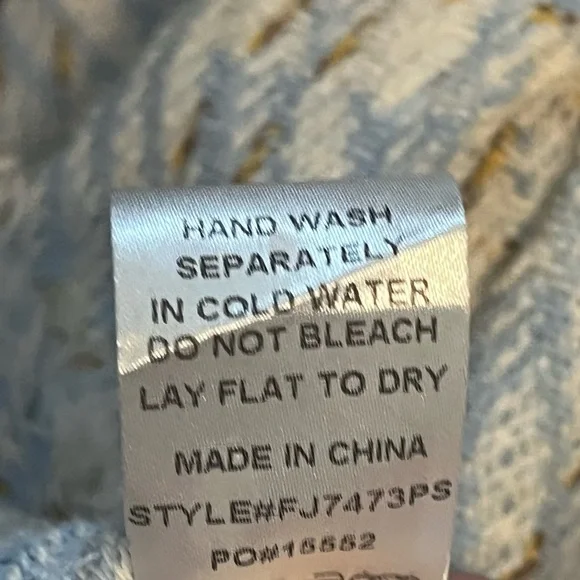 HAND WASH
SEPARATELY
IN COLD WATER
DO NOT BLEACH
LAY FLAT TO DRY
MADE IN CHINA
STYLE#FJ7473PS
PO#15552